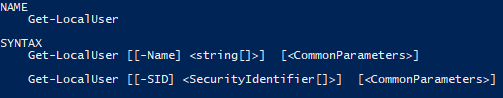 NAME
Get-LocalUser
SYNTAX
Get-LocalUser [[-Name] <string[]>] [<CommonParameters>]
Get-LocalUser [[-SID] <SecurityIdentifier[]>] [<CommonParameters>]